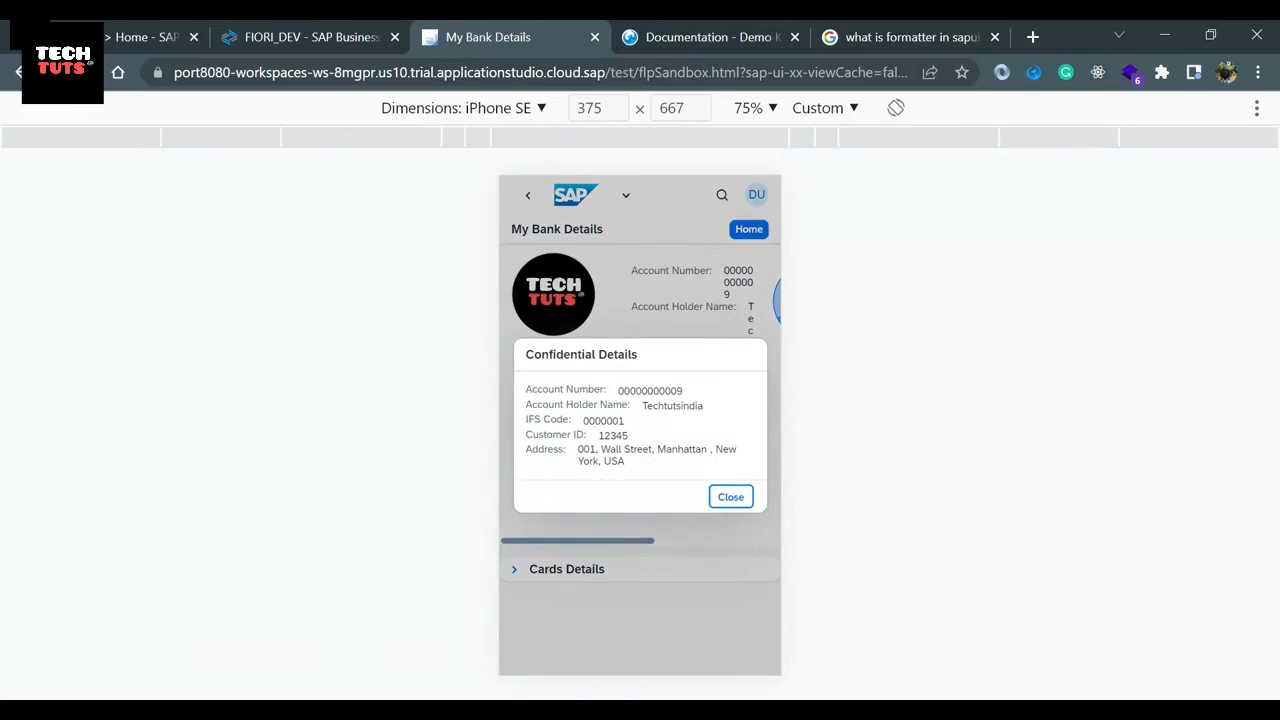 TECH
TUTS
> Home - SAP
FIORI_DEV - SAP Business
My Bank Details
Documentation - Demo K
what is formatter in sapui
port8080-workspaces-ws-8mgpr.us10.trial.applicationstudio.cloud.sap/test/flpSandbox.html?sap-ui-xx-viewCache=fal...
6
Dimensions: iPhone SE
375
×
667
75%
Custom
SAP
DU
My Bank Details
Home
TECH
TUTS
Account Number:
00000
00000
9
Account Holder Name:
T
e
c
Confidential Details
Account Number: 00000000009
Account Holder Name: Techtutsindia
IFS Code: 0000001
Customer ID: 12345
Address: 001, Wall Street, Manhattan , New
York, USA
Close
Cards Details